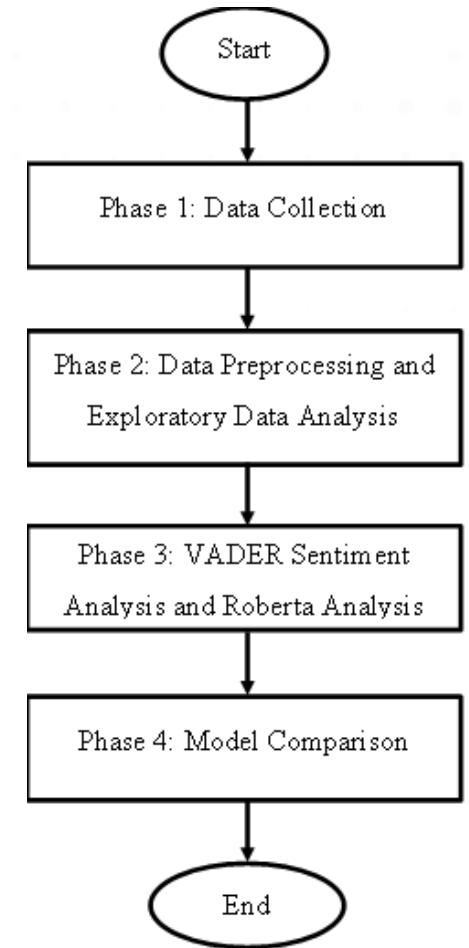 Start
Phase 1: Data Collection
Phase 2: Data Preprocessing and
Exploratory Data Analysis
Phase 3: VADER Sentiment
Analysis and Roberta Analysis
Phase 4: Model Comparison
End